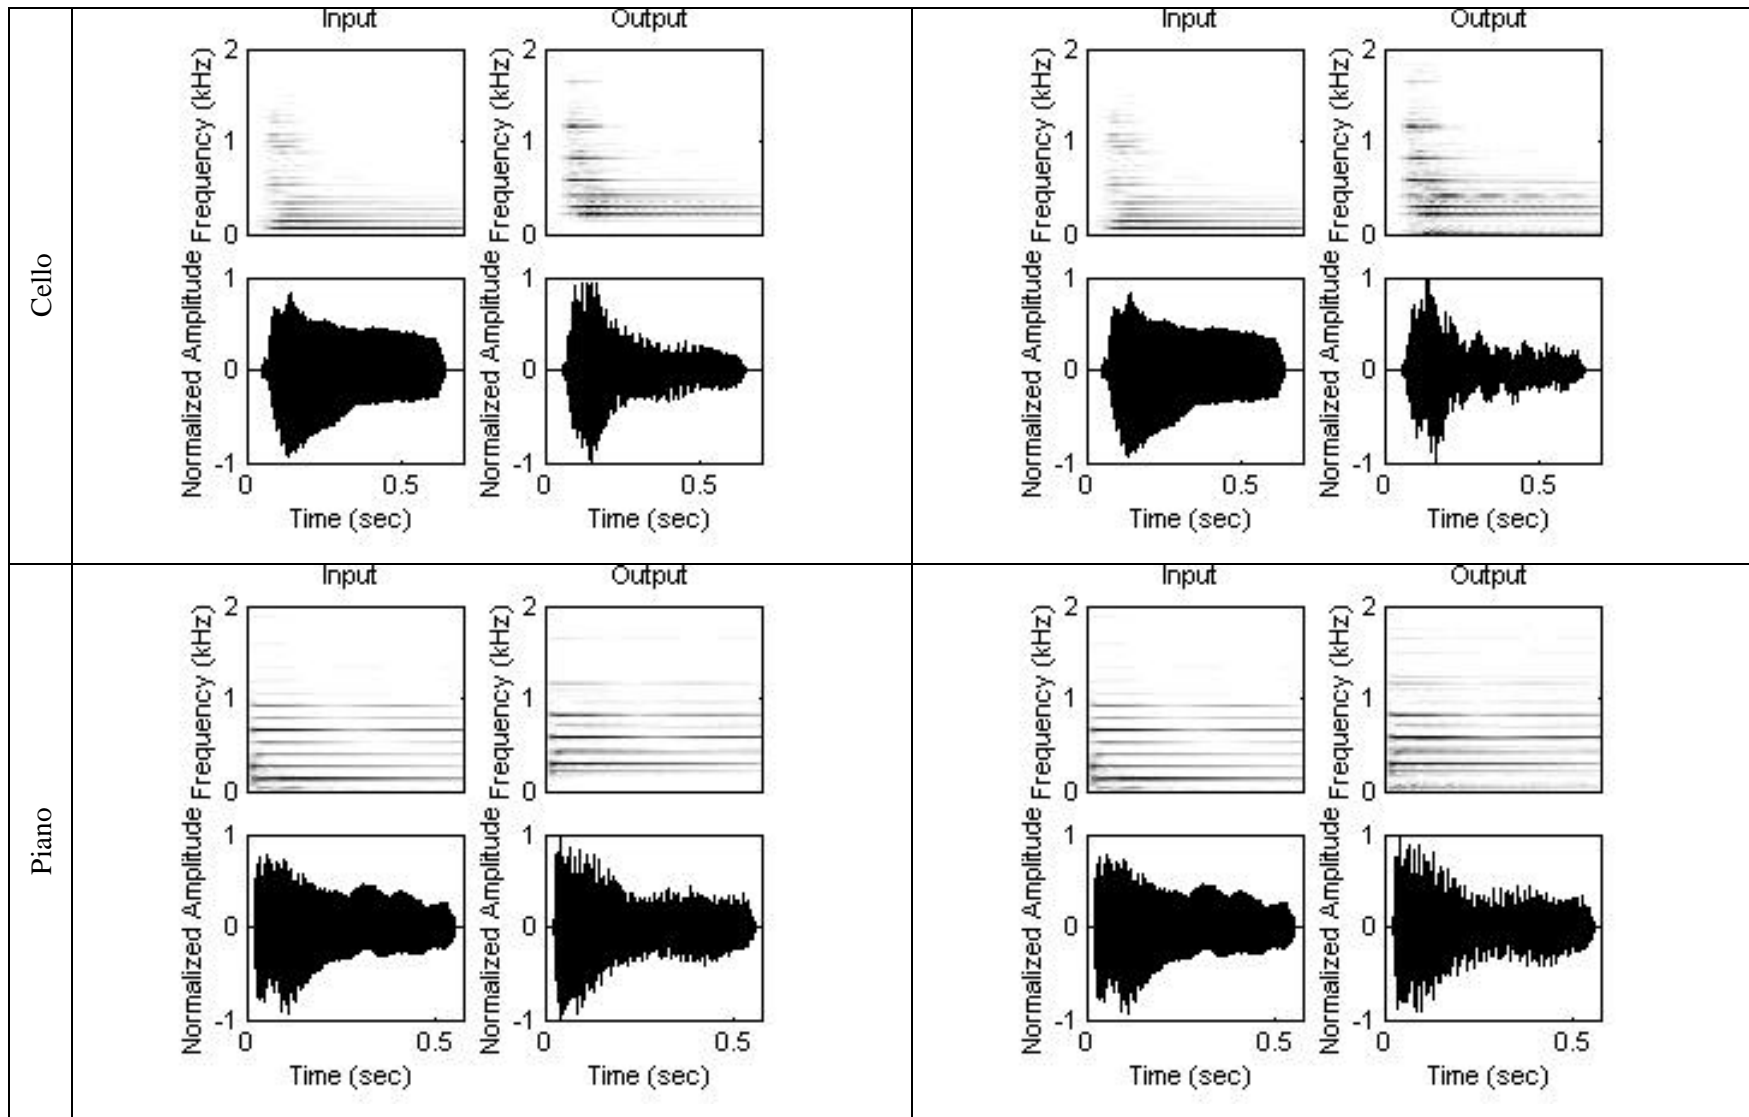 Cello
Input Output
Frequency (kHz)
2
1
0
Frequency (kHz)
2
1
0
Normalized Amplitude
1
0
-1
0 0.5
Time (sec)
Normalized Amplitude
1
0
-1
0 0.5
Time (sec)
Input Output
Frequency (kHz)
2
1
0
Frequency (kHz)
2
1
0
Normalized Amplitude
1
0
-1
0 0.5
Time (sec)
Normalized Amplitude
1
0
-1
0 0.5
Time (sec)
Piano
Input Output
Frequency (kHz)
2
1
0
Frequency (kHz)
2
1
0
Normalized Amplitude
1
0
-1
0 0.5
Time (sec)
Normalized Amplitude
1
0
-1
0 0.5
Time (sec)
Input Output
Frequency (kHz)
2
1
0
Frequency (kHz)
2
1
0
Normalized Amplitude
1
0
-1
0 0.5
Time (sec)
Normalized Amplitude
1
0
-1
0 0.5
Time (sec)